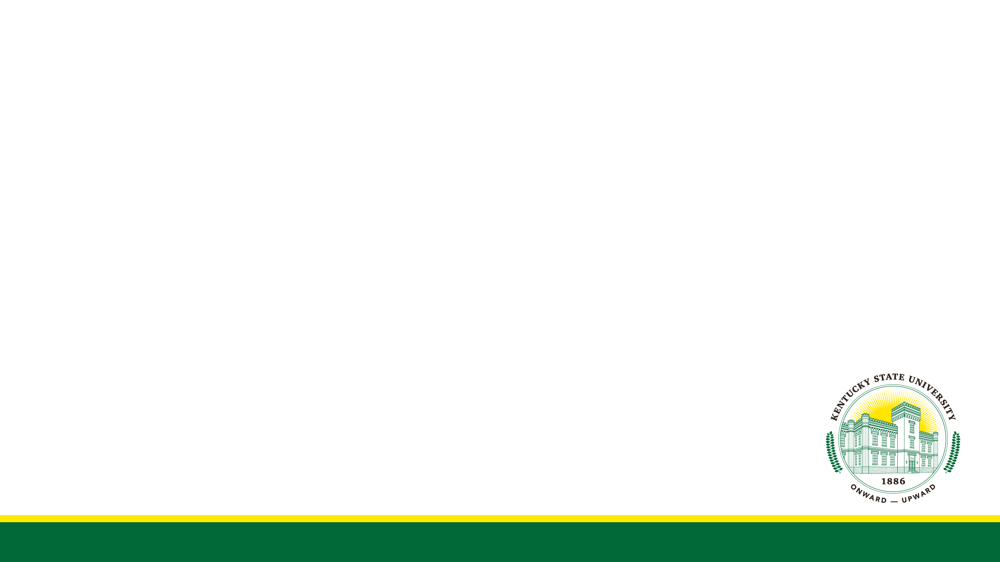 KENTUCKY STATE UNIVERSITY
1886
ONWARD — UPWARD